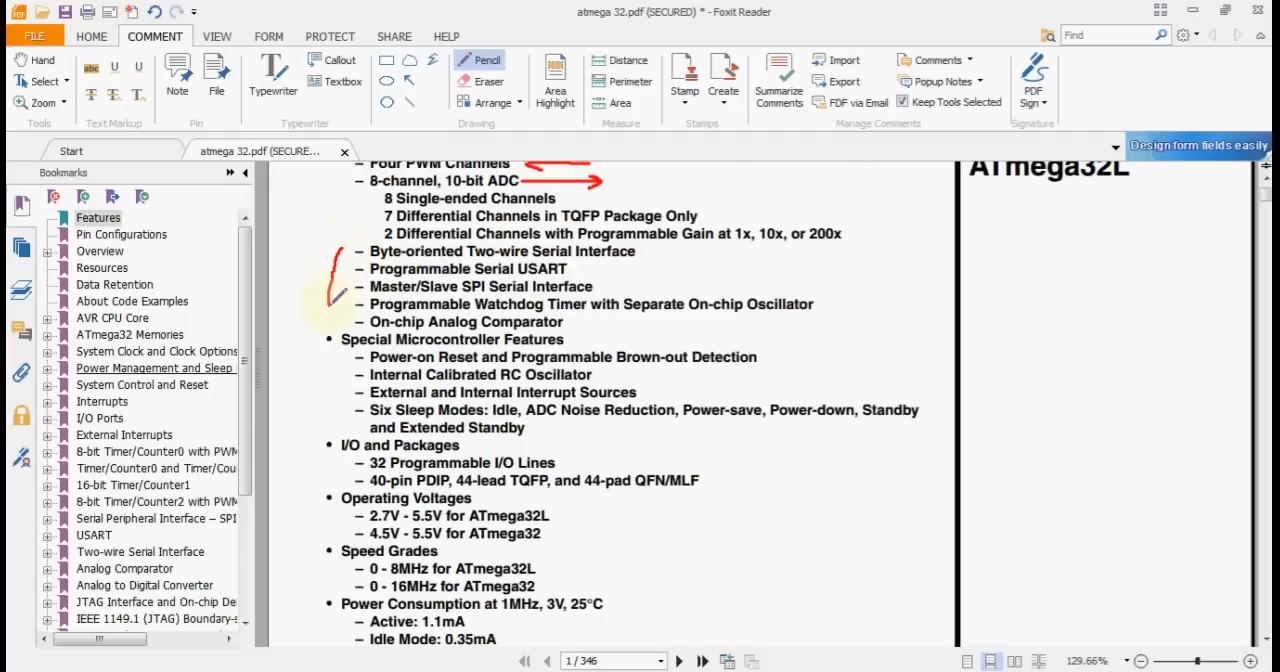 atmega 32.pdf (SECURED) * - Foxit Reader
FILE HOME COMMENT VIEW FORM PROTECT SHARE HELP Find
Hand Callout Pencil Distance Import Comments
Select Note File Typewriter Textbox Eraser Area Highlight Perimeter Stamp Create Summarize Comments Export Popup Notes PDF Sign
Zoom Arrange Area FDF via Email Keep Tools Selected
Tools Text Markup Pin Typewriter Drawing Measure Stamps Manage Comments Signature
Start atmega 32.pdf (SECURE... Design form fields easily
Bookmarks
Features
Pin Configurations
Overview
Resources
Data Retention
About Code Examples
AVR CPU Core
ATmega32 Memories
System Clock and Clock Options
Power Management and Sleep
System Control and Reset
Interrupts
I/O Ports
External Interrupts
8-bit Timer/Counter0 with PWM
Timer/Counter0 and Timer/Cou
16-bit Timer/Counter1
8-bit Timer/Counter2 with PWM
Serial Peripheral Interface – SPI
USART
Two-wire Serial Interface
Analog Comparator
Analog to Digital Converter
JTAG Interface and On-chip De
IEEE 1149.1 (JTAG) Boundary-s
– Four PWM Channels
– 8-channel, 10-bit ADC
8 Single-ended Channels
7 Differential Channels in TQFP Package Only
2 Differential Channels with Programmable Gain at 1x, 10x, or 200x
– Byte-oriented Two-wire Serial Interface
– Programmable Serial USART
– Master/Slave SPI Serial Interface
– Programmable Watchdog Timer with Separate On-chip Oscillator
– On-chip Analog Comparator
• Special Microcontroller Features
– Power-on Reset and Programmable Brown-out Detection
– Internal Calibrated RC Oscillator
– External and Internal Interrupt Sources
– Six Sleep Modes: Idle, ADC Noise Reduction, Power-save, Power-down, Standby
and Extended Standby
• I/O and Packages
– 32 Programmable I/O Lines
– 40-pin PDIP, 44-lead TQFP, and 44-pad QFN/MLF
• Operating Voltages
– 2.7V - 5.5V for ATmega32L
– 4.5V - 5.5V for ATmega32
• Speed Grades
– 0 - 8MHz for ATmega32L
– 0 - 16MHz for ATmega32
• Power Consumption at 1MHz, 3V, 25°C
– Active: 1.1mA
– Idle Mode: 0.35mA
ATmega32L
1 / 346
129.66%